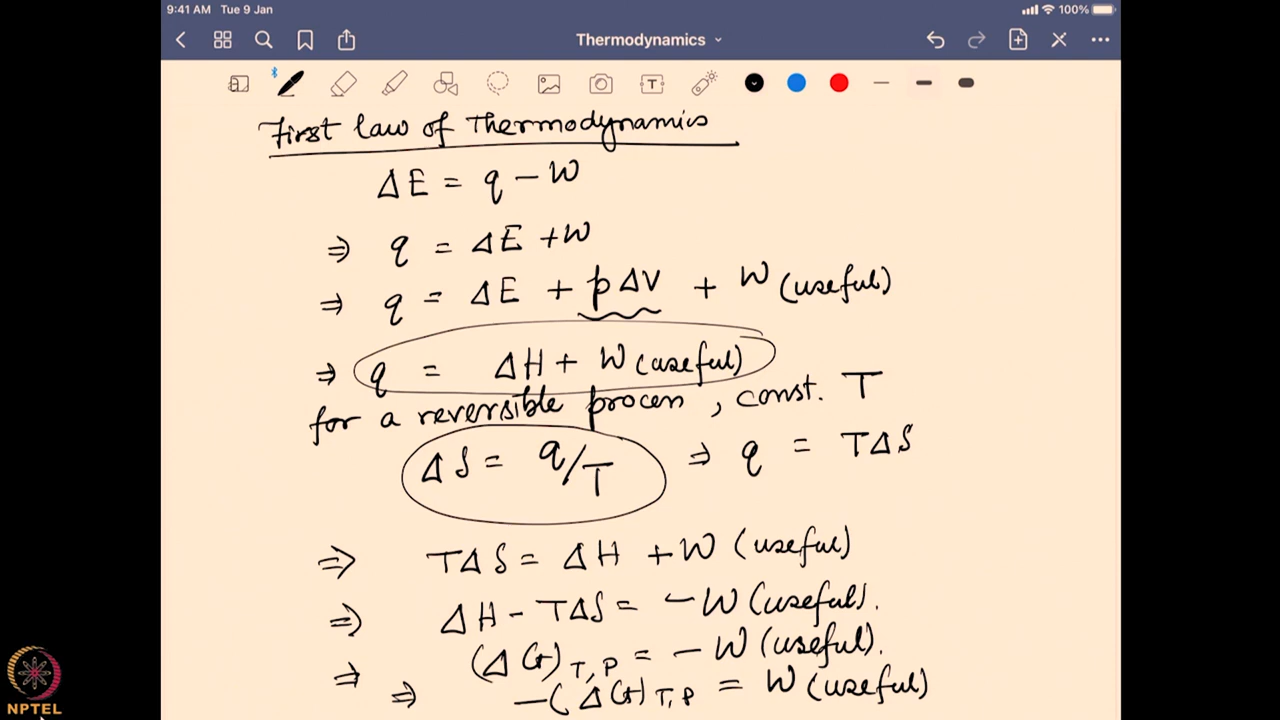 9:41 AM Tue 9 Jan 100%
Thermodynamics
First law of Thermodynamics
ΔE = q - W
⇒ q = ΔE + W
⇒ q = ΔE + pΔV + W (useful)
⇒ q = ΔH + W (useful)
for a reversible process, const. T
ΔS = q/T ⇒ q = TΔS
⇒ TΔS = ΔH + W (useful)
⇒ ΔH - TΔS = -W (useful).
⇒ (ΔG)T,P = -W (useful).
⇒ -(ΔG)T,P = W (useful)
NPTEL